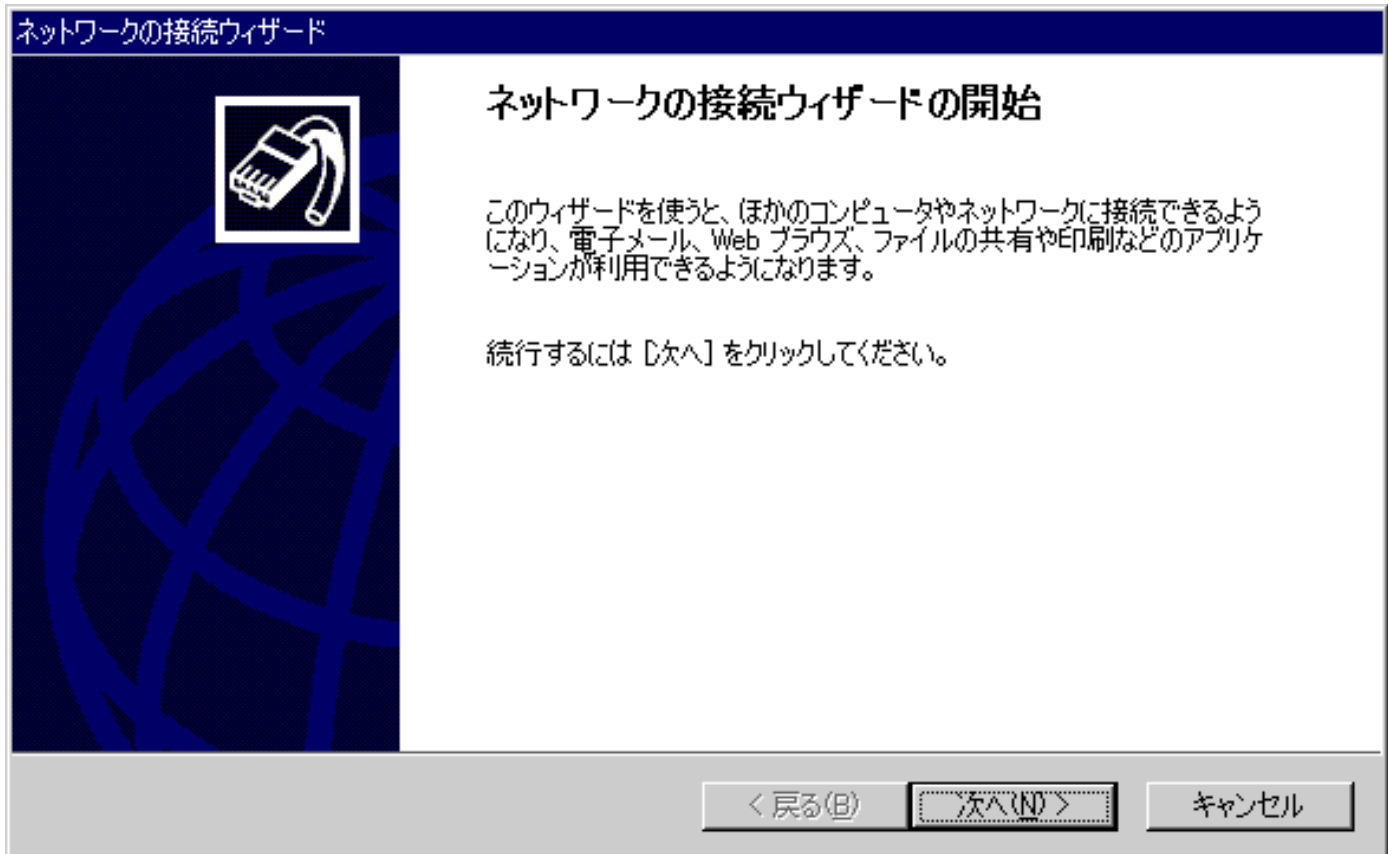 ネットワークの接続ウィザード
ネットワークの接続ウィザードの開始
このウィザードを使うと、ほかのコンピュータやネットワークに接続できるよう
になり、電子メール、Web ブラウズ、ファイルの共有や印刷などのアプリケ
ーションが利用できるようになります。
続行するには [次へ] をクリックしてください。
< 戻る(B)
次へ(N) >
キャンセル